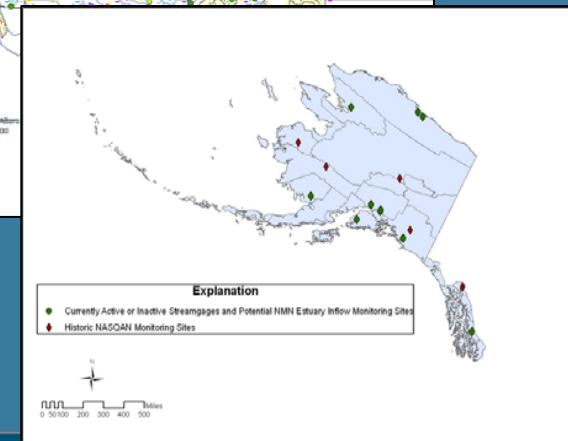 Explanation
Currently Active or Inactive Streamgages and Potential NMN Estuary Inflow Monitoring Sites
Historic NASQAN Monitoring Sites
N
0 50100 200 300 400 500 Miles